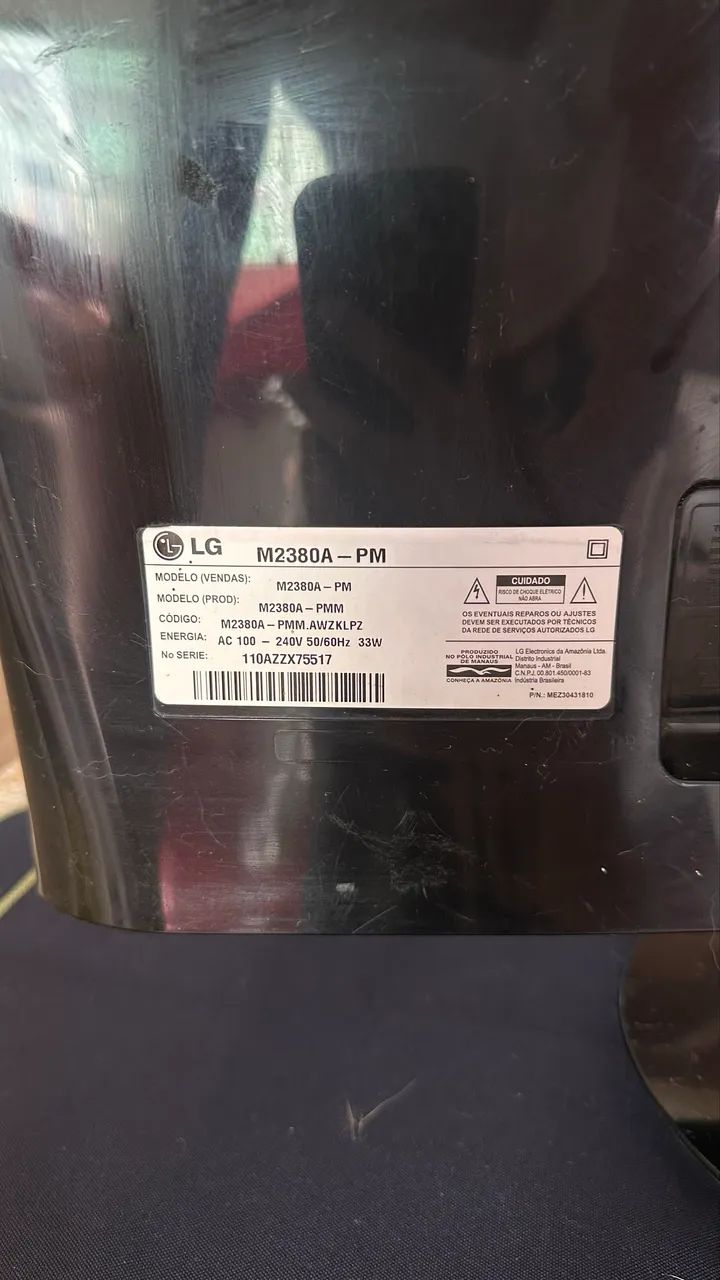 LG M2380A – PM
MODELO (VENDAS): M2380A – PM
MODELO (PROD): M2380A – PMM
CÓDIGO: M2380A – PMM.AWZKLPZ
ENERGIA: AC 100 – 240V 50/60Hz 33W
No SERIE: 110AZZX75517
CUIDADO
RISCO DE CHOQUE ELÉTRICO
NÃO ABRA
OS EVENTUAIS REPAROS OU AJUSTES
DEVEM SER EXECUTADOS POR TÉCNICOS
DA REDE DE SERVIÇOS AUTORIZADOS LG
PRODUZIDO
NO PÓLO INDUSTRIAL
DE MANAUS
CONHEÇA A AMAZÔNIA
LG Electronics da Amazônia Ltda.
Distrito Industrial
Manaus - AM - Brasil
C.N.P.J. 00.801.450/0001-83
Indústria Brasileira
P/N.: MEZ30431810